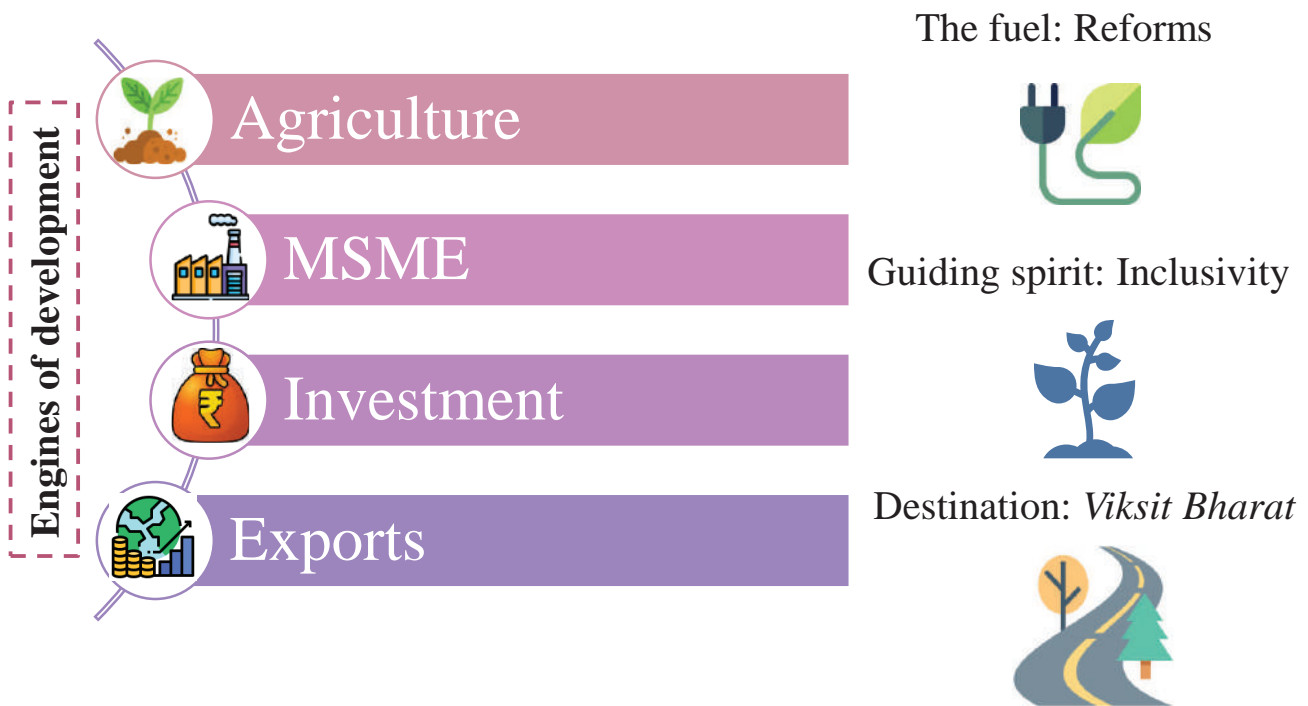 Engines of development
Agriculture
MSME
Investment
Exports
The fuel: Reforms
Guiding spirit: Inclusivity
Destination: Viksit Bharat